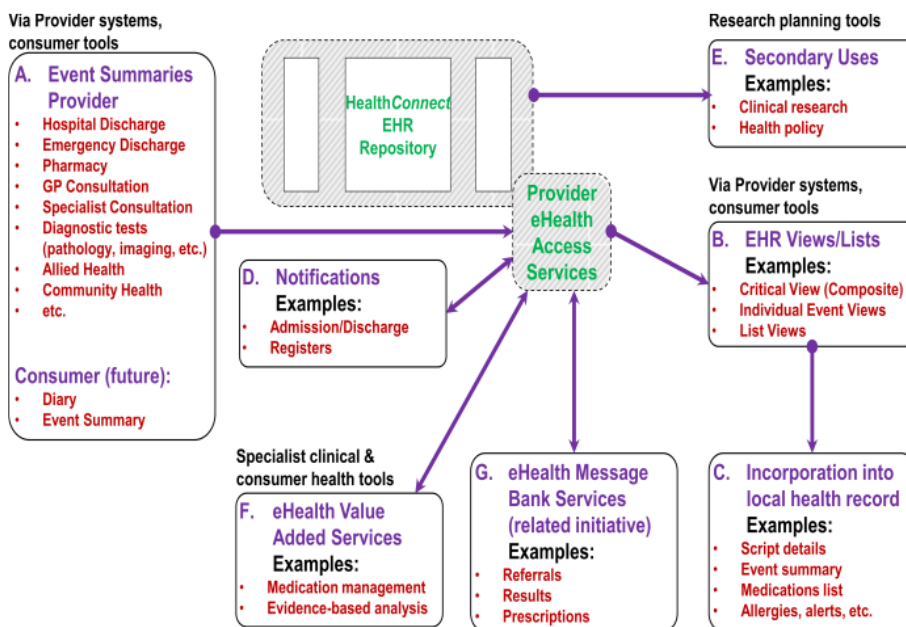 Via Provider systems,
consumer tools
A. Event Summaries
Provider
• Hospital Discharge
• Emergency Discharge
• Pharmacy
• GP Consultation
• Specialist Consultation
• Diagnostic tests
(pathology, imaging, etc.)
• Allied Health
• Community Health
• etc.
Consumer (future):
• Diary
• Event Summary
HealthConnect
EHR
Repository
Provider
eHealth
Access
Services
D. Notifications
Examples:
• Admission/Discharge
• Registers
Specialist clinical &
consumer health tools
F. eHealth Value
Added Services
Examples:
• Medication management
• Evidence-based analysis
G. eHealth Message
Bank Services
(related initiative)
Examples:
• Referrals
• Results
• Prescriptions
Research planning tools
E. Secondary Uses
Examples:
• Clinical research
• Health policy
Via Provider systems,
consumer tools
B. EHR Views/Lists
Examples:
• Critical View (Composite)
• Individual Event Views
• List Views
C. Incorporation into
local health record
Examples:
• Script details
• Event summary
• Medications list
• Allergies, alerts, etc.